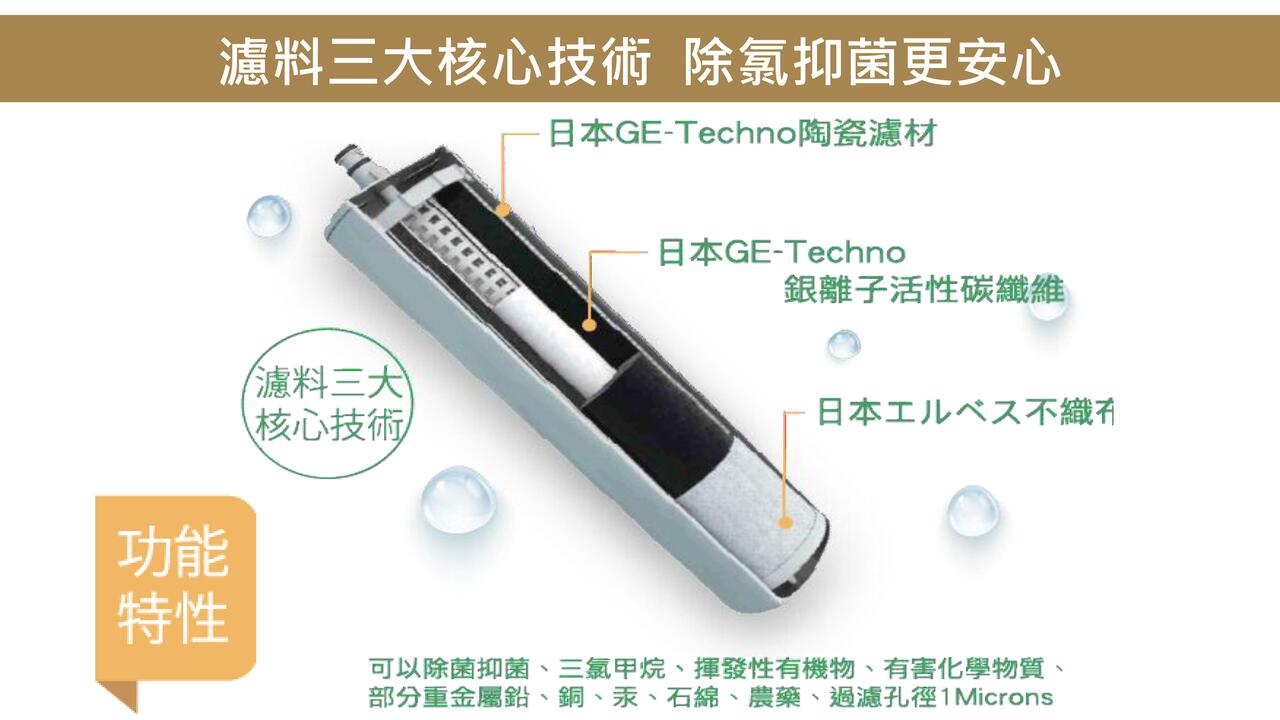 濾料三大核心技術 除氯抑菌更安心
日本GE-Techno陶瓷濾材
日本GE-Techno
銀離子活性碳纖維
日本エルベス不織布
濾料三大
核心技術
功能
特性
可以除菌抑菌、三氯甲烷、揮發性有機物、有害化學物質、
部分重金屬鉛、銅、汞、石綿、農藥、過濾孔徑1Microns